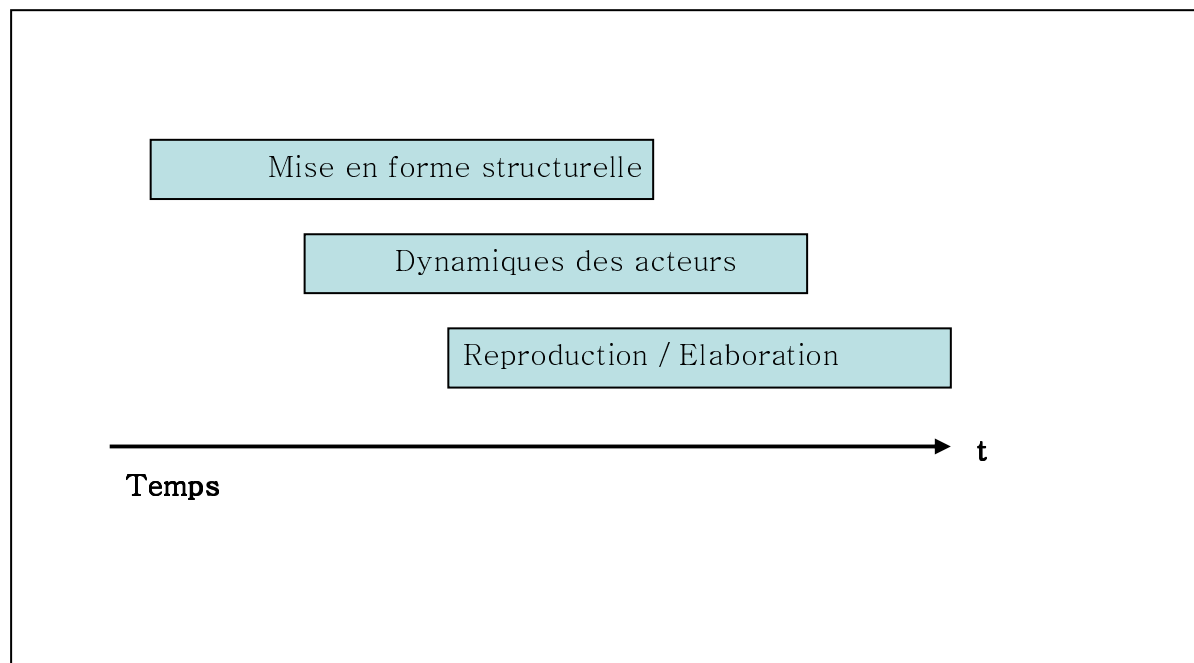 Mise en forme structurelle
Dynamiques des acteurs
Reproduction / Elaboration
t
Temps